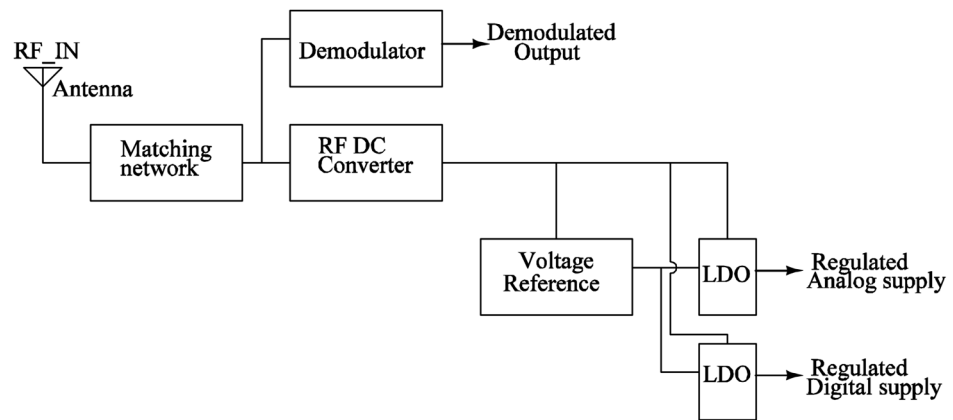 RF_IN
Antenna
Matching
network
Demodulator
Demodulated
Output
RF DC
Converter
Voltage
Reference
LDO
Regulated
Analog supply
LDO
Regulated
Digital supply